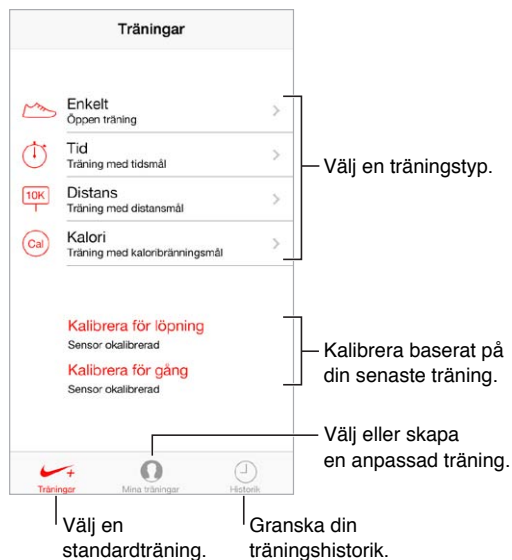 Träningar
Enkelt
Öppen träning
Tid
Träning med tidsmål
10K
Distans
Träning med distansmål
Cal
Kalori
Träning med kaloribränningsmål
Välj en träningstyp.
Kalibrera för löpning
Sensor okalibrerad
Kalibrera för gång
Sensor okalibrerad
Kalibrera baserat på
din senaste träning.
Välj eller skapa
en anpassad träning.
Träningar
Mina träningar
Historik
Välj en
standardträning.
Granska din
träningshistorik.